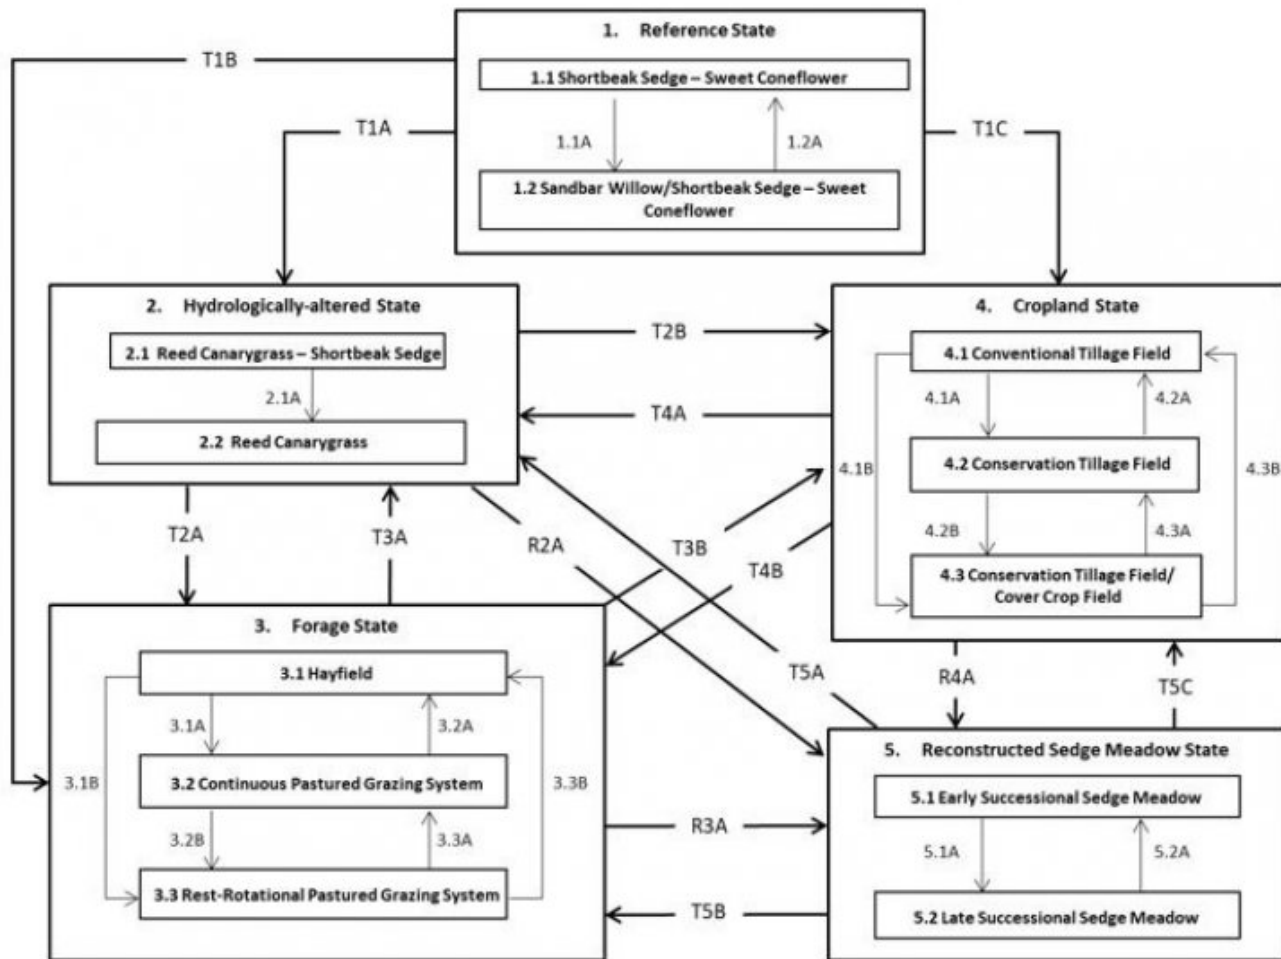 1. Reference State
T1B
1.1 Shortbeak Sedge – Sweet Coneflower
T1A
T1C
1.1A
1.2A
1.2 Sandbar Willow/Shortbeak Sedge – Sweet
Coneflower
2. Hydrologically-altered State
2.1 Reed Canarygrass – Shortbeak Sedge
2.1A
2.2 Reed Canarygrass
T2B
T4A
4. Cropland State
4.1 Conventional Tillage Field
4.1A
4.2A
4.1B
4.2 Conservation Tillage Field
4.3B
4.2B
4.3A
4.3 Conservation Tillage Field/
Cover Crop Field
T2A
T3A
R2A
T3B
T4B
T5A
R4A
T5C
3. Forage State
3.1 Hayfield
3.1A
3.2A
3.1B
3.2 Continuous Pastured Grazing System
3.3B
3.2B
3.3A
3.3 Rest-Rotational Pastured Grazing System
R3A
T5B
5. Reconstructed Sedge Meadow State
5.1 Early Successional Sedge Meadow
5.1A
5.2A
5.2 Late Successional Sedge Meadow